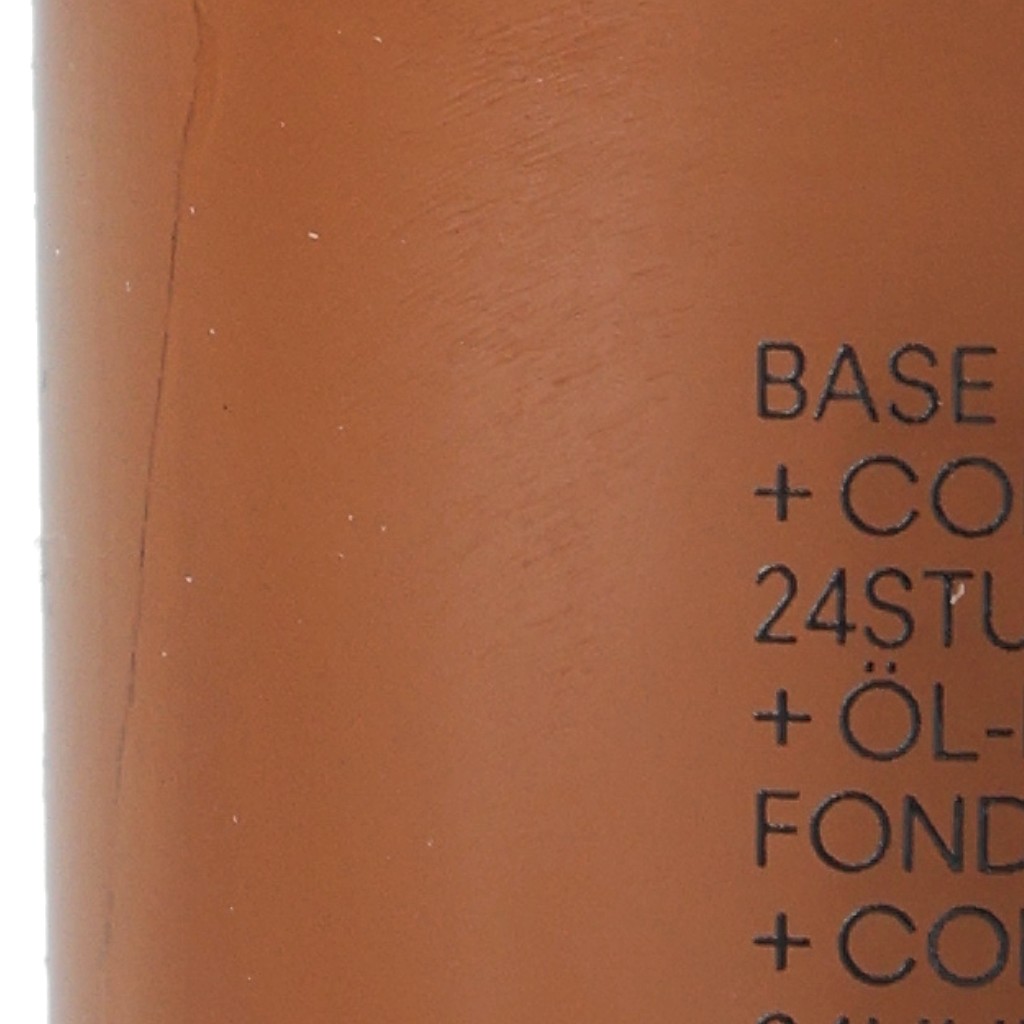 BASE
+ CO
24STU
+ ÖL-
FOND
+ CO